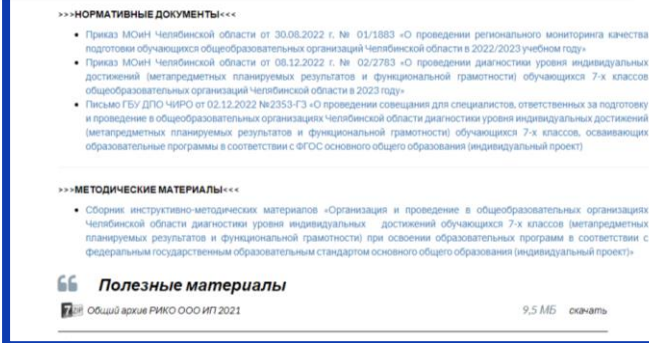 >>>НОРМАТИВНЫЕ ДОКУМЕНТЫ<<<
• Приказ МОиН Челябинской области от 30.08.2022 г. № 01/1883 «О проведении регионального мониторинга качества
подготовки обучающихся общеобразовательных организаций Челябинской области в 2022/2023 учебном году»
• Приказ МОиН Челябинской области от 08.12.2022 г. № 02/2783 «О проведении диагностики уровня индивидуальных
достижений (метапредметных планируемых результатов и функциональной грамотности) обучающихся 7-х классов
общеобразовательных организаций Челябинской области в 2023 году»
• Письмо ГБУ ДПО ЧИРО от 02.12.2022 №2353-ГЗ «О проведении совещания для специалистов, ответственных за подготовку
и проведение в общеобразовательных организациях Челябинской области диагностики уровня индивидуальных достижений
(метапредметных планируемых результатов и функциональной грамотности) обучающихся 7-х классов, осваивающих
образовательные программы в соответствии с ФГОС основного общего образования (индивидуальный проект)
>>>МЕТОДИЧЕСКИЕ МАТЕРИАЛЫ<<<
• Сборник инструктивно-методических материалов «Организация и проведение в общеобразовательных организациях
Челябинской области диагностики уровня индивидуальных достижений обучающихся 7-х классов (метапредметных
планируемых результатов и функциональной грамотности) при освоении образовательных программ в соответствии с
федеральным государственным образовательным стандартом основного общего образования (индивидуальный проект)»
Полезные материалы
7ZIP Общий архив РИКО ООО ИП 2021 9,5 МБ скачать